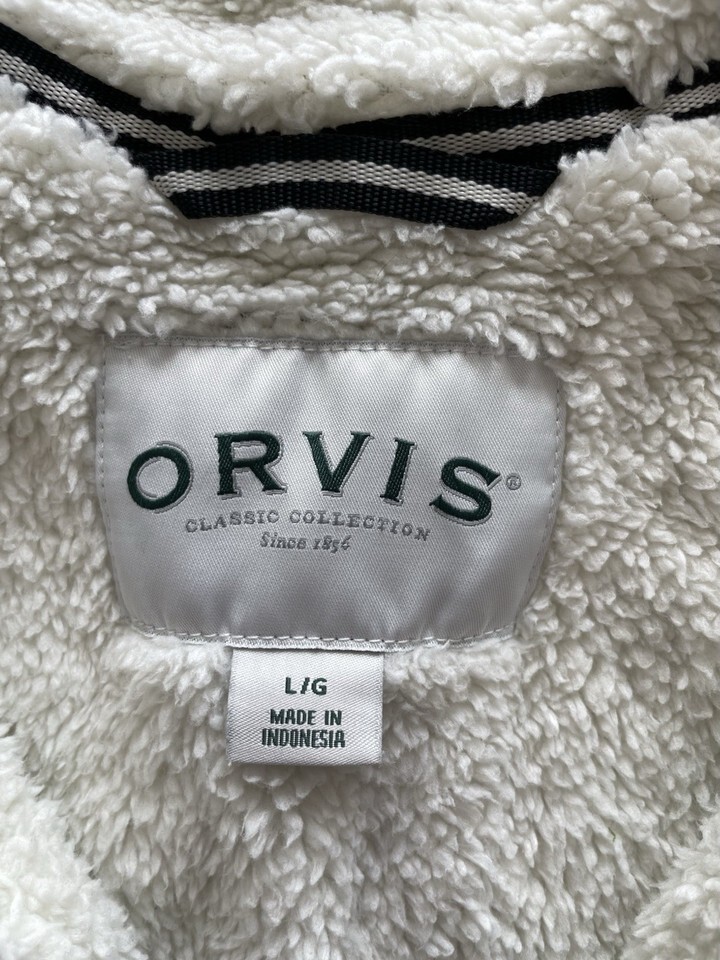 ORVIS®
CLASSIC COLLECTION
Since 1856
L/G
MADE IN
INDONESIA